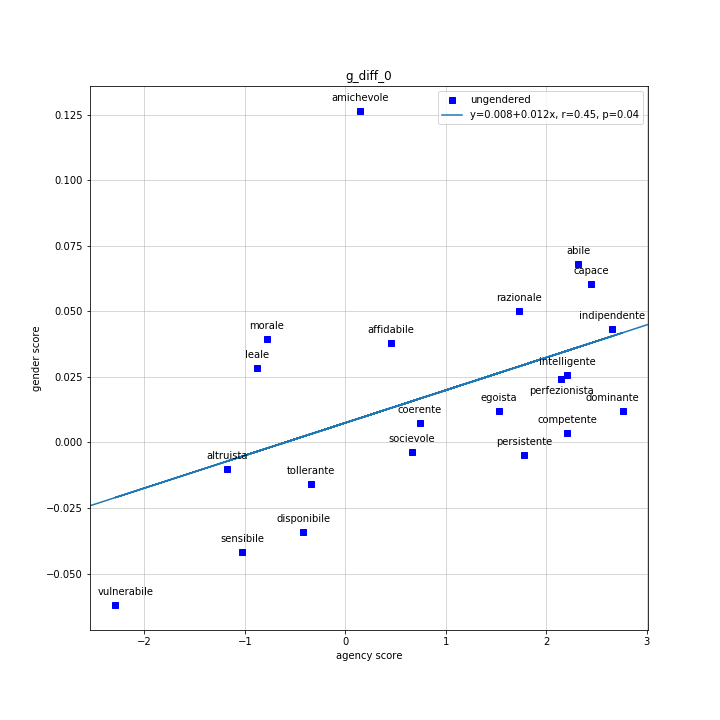 g_diff_0
amichevole
ungendered
y=0.008+0.012x, r=0.45, p=0.04
0.125
0.100
0.075
0.050
0.025
0.000
−0.025
−0.050
gender score
abile
capace
razionale
indipendente
morale
affidabile
leale
intelligente
perfezionista
egoista
dominante
coerente
competente
socievole
persistente
altruista
tollerante
disponibile
sensibile
vulnerabile
−2
−1
0
1
2
3
agency score